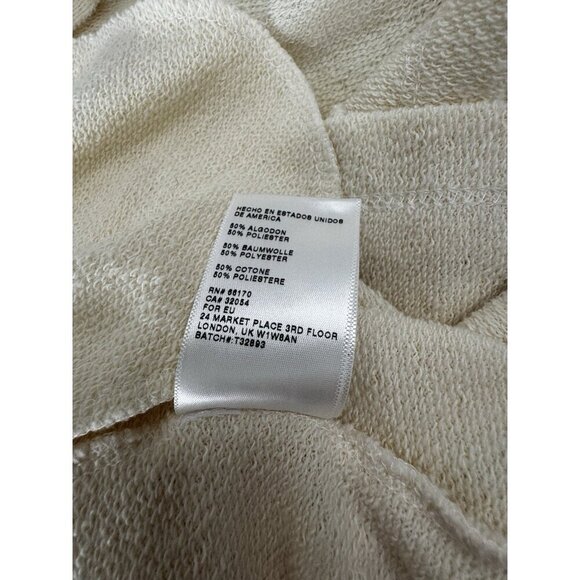 HECHO EN ESTADOS UNIDOS
DE AMERICA
50% ALGODON
50% POLIESTER
50% BAUMWOLLE
50% POLYESTER
50% COTONE
50% POLIESTERE
RN# 66170
CA# 32054
FOR EU
24 MARKET PLACE 3RD FLOOR
LONDON, UK W1W8AN
BATCH#:T32893